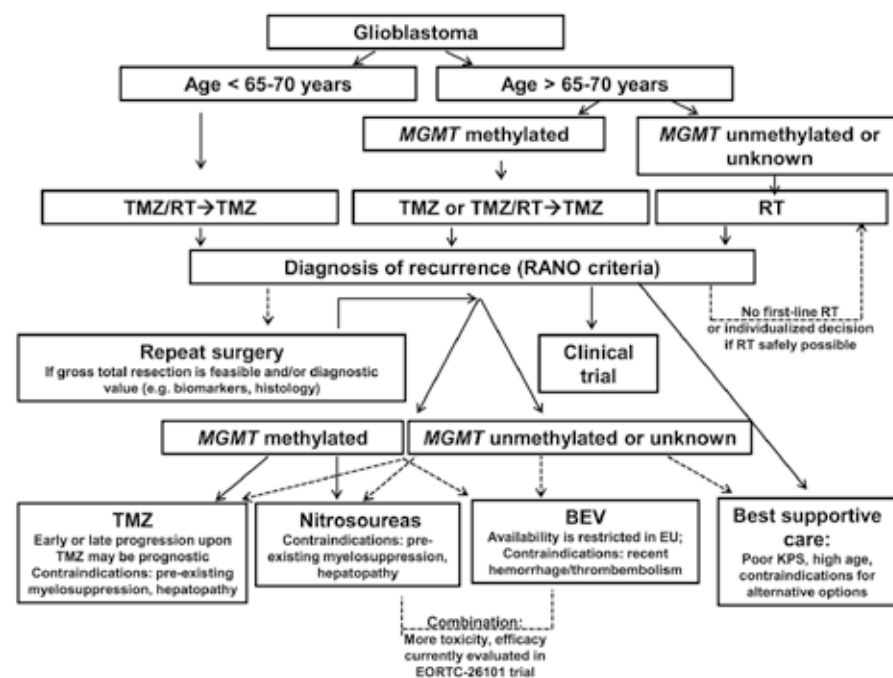 Glioblastoma
Age < 65-70 years
Age > 65-70 years
MGMT methylated
MGMT unmethylated or
unknown
TMZ/RT→TMZ
TMZ or TMZ/RT→TMZ
RT
Diagnosis of recurrence (RANO criteria)
No first-line RT
or individualized decision
if RT safely possible
Repeat surgery
If gross total resection is feasible and/or diagnostic
value (e.g. biomarkers, histology)
Clinical
trial
MGMT methylated
MGMT unmethylated or unknown
TMZ
Early or late progression upon
TMZ may be prognostic
Contraindications: pre-existing
myelosuppression, hepatopathy
Nitrosoureas
Contraindications: pre-
existing myelosuppression,
hepatopathy
BEV
Availability is restricted in EU;
Contraindications: recent
hemorrhage/thrombembolism
Best supportive
care:
Poor KPS, high age,
contraindications for
alternative options
Combination:
More toxicity, efficacy
currently evaluated in
EORTC-26101 trial